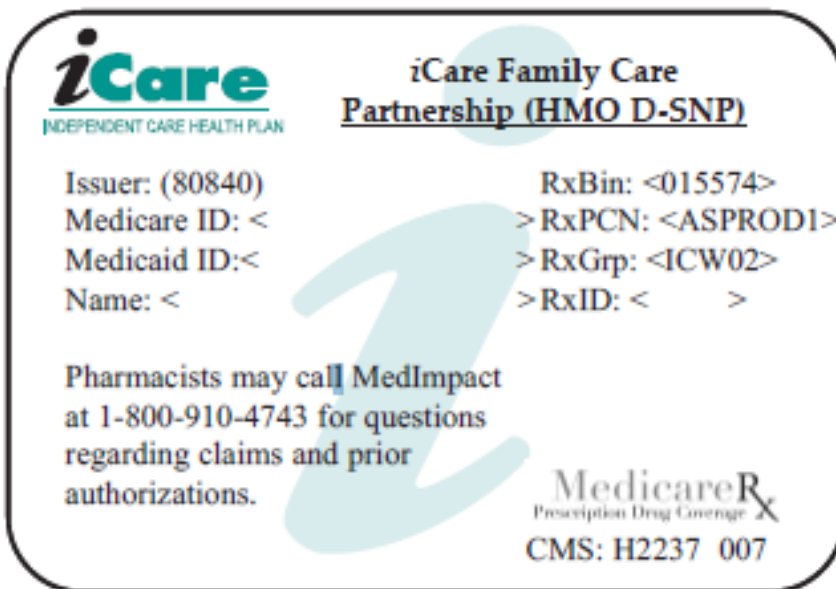 iCare
INDEPENDENT CARE HEALTH PLAN
iCare Family Care
Partnership (HMO D-SNP)
Issuer: (80840)
RxBin: <015574>
Medicare ID: < > RxPCN: <ASPROD1>
Medicaid ID:< > RxGrp: <ICW02>
Name: < > RxID: < >
Pharmacists may call MedImpact
at 1-800-910-4743 for questions
regarding claims and prior
authorizations.
MedicareRx
Prescription Drug Coverage
CMS: H2237 007